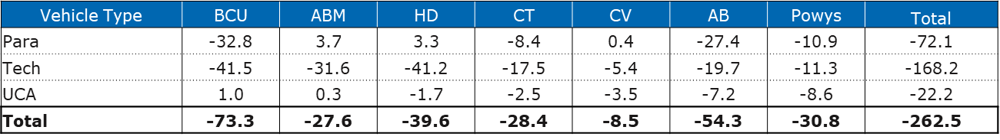 Vehicle Type BCU ABM HD CT CV AB Powys Total
Para -32.8 3.7 3.3 -8.4 0.4 -27.4 -10.9 -72.1
Tech -41.5 -31.6 -41.2 -17.5 -5.4 -19.7 -11.3 -168.2
UCA 1.0 0.3 -1.7 -2.5 -3.5 -7.2 -8.6 -22.2
Total -73.3 -27.6 -39.6 -28.4 -8.5 -54.3 -30.8 -262.5